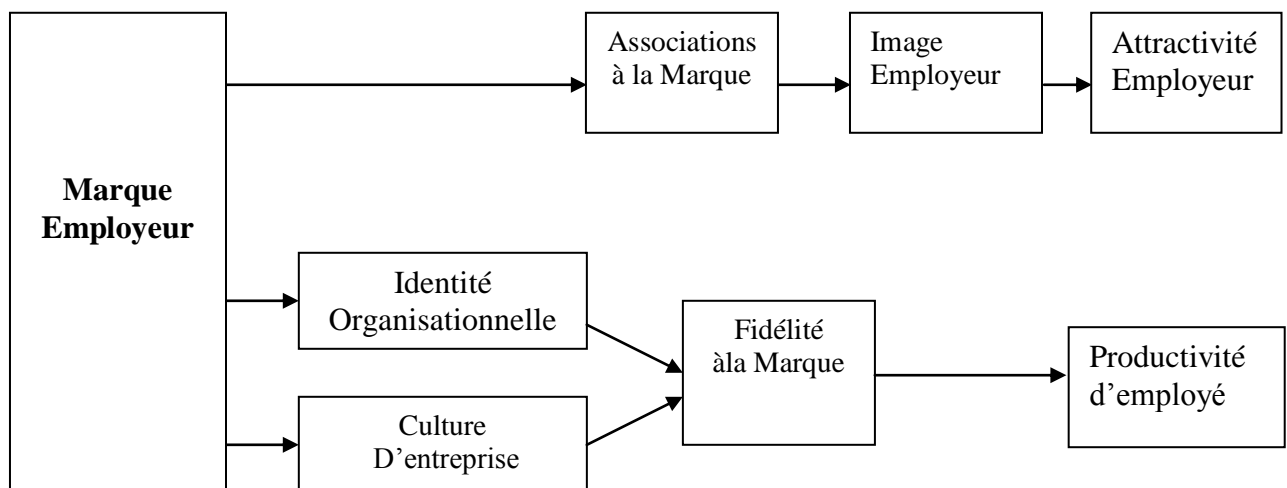 Associations
à la Marque
Image
Employeur
Attractivité
Employeur
Marque
Employeur
Identité
Organisationnelle
Fidélité
àla Marque
Productivité
d’employé
Culture
D’entreprise